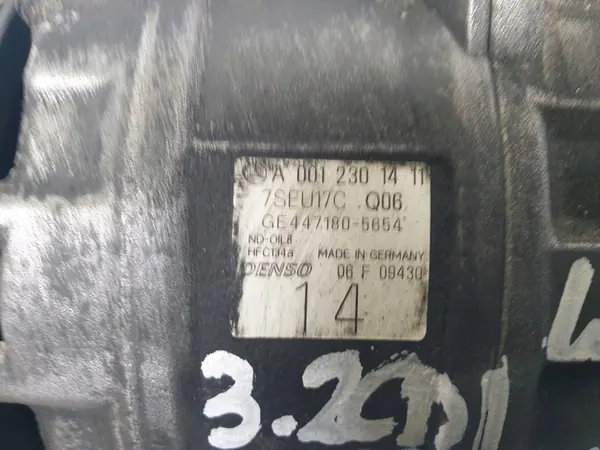 A 001 230 14 11
7SEU17C Q06
GE447180-5654
ND-OIL8
HFC134a MADE IN GERMANY
DENSO 06 F 09430
14
3.2CDI